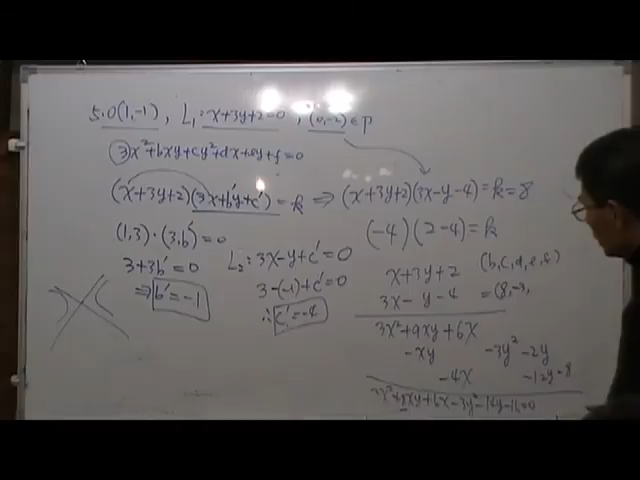 5. O(1,-1), L₁: x+3y+2=0, (0,-2)∈P
3x²+bxy+cy²+dx+ey+f=0
(x+3y+2)(3x+b'y+c')=k ⇒ (x+3y+2)(3x-y-4)=k=8
(1,3)·(3,b')=0
(-4)(2-4)=k
3+3b'=0
L₂: 3x-y+c'=0
⇒ b'=-1
3-(-1)+c'=0
∴ c'=-4
x+3y+2
(b,c,d,e,f)
3x-y-4
=(8,-3,
3x²+9xy+6x
-xy -3y²-2y
-4x -12y-8